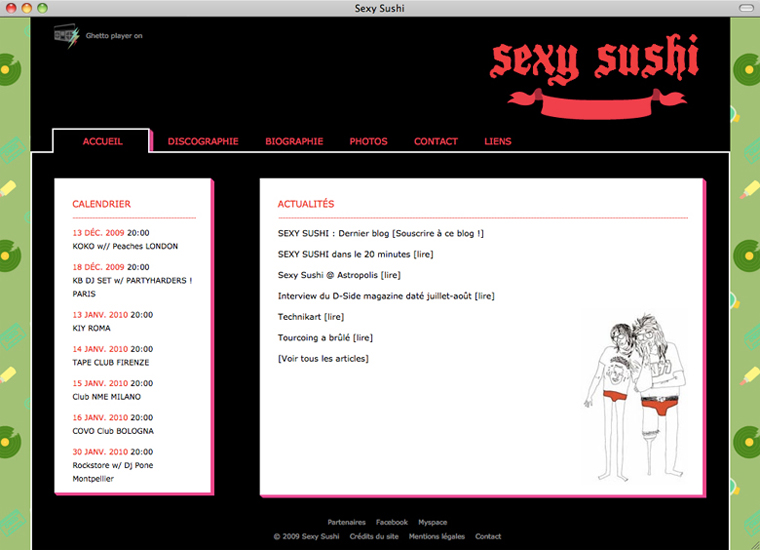 Sexy Sushi
Ghetto player on
sexy sushi
ACCUEIL DISCOGRAPHIE BIOGRAPHIE PHOTOS CONTACT LIENS
CALENDRIER
13 DÉC. 2009 20:00
KOKO w// Peaches LONDON
18 DÉC. 2009 20:00
KB DJ SET w/ PARTYHARDERS !
PARIS
13 JANV. 2010 20:00
KIY ROMA
14 JANV. 2010 20:00
TAPE CLUB FIRENZE
15 JANV. 2010 20:00
Club NME MILANO
16 JANV. 2010 20:00
COVO Club BOLOGNA
30 JANV. 2010 20:00
Rockstore w/ DJ Pone
Montpellier
ACTUALITÉS
SEXY SUSHI : Dernier blog [Souscrire à ce blog !]
SEXY SUSHI dans le 20 minutes [lire]
Sexy Sushi @ Astropolis [lire]
Interview du D-Side magazine daté juillet-août [lire]
Technikart [lire]
Tourcoing a brûlé [lire]
[Voir tous les articles]
Partenaires Facebook Myspace
© 2009 Sexy Sushi Crédits du site Mentions légales Contact